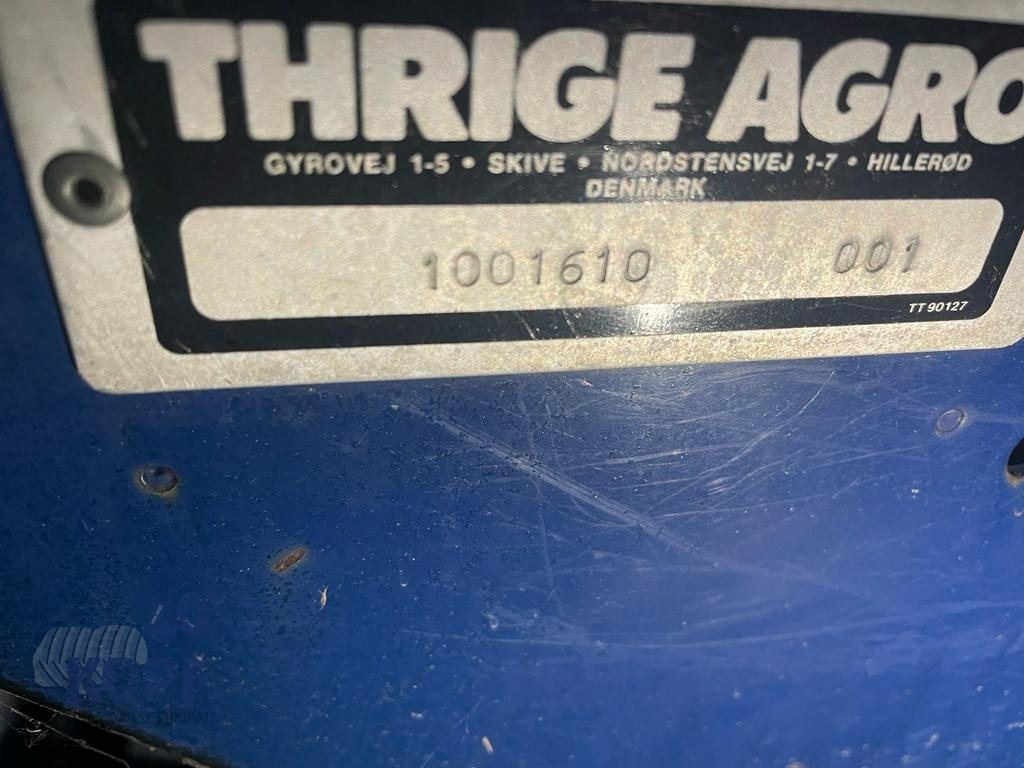 THRIGE AGRO
GYROVEJ 1-5 • SKIVE • NORDSTENSVEJ 1-7 • HILLERØD
DENMARK
1001610 001
TT 90127